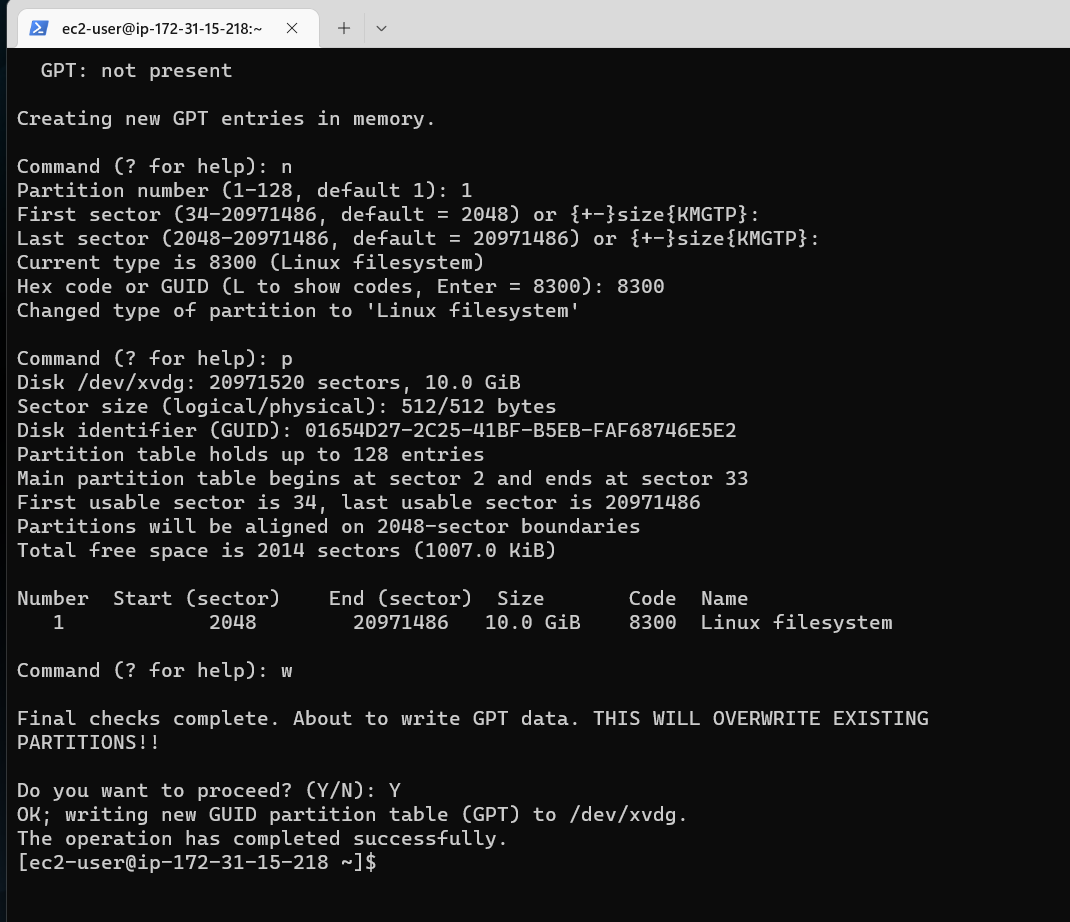 ec2-user@ip-172-31-15-218:~
GPT: not present
Creating new GPT entries in memory.
Command (? for help): n
Partition number (1-128, default 1): 1
First sector (34-20971486, default = 2048) or {+-}size{KMGTP}:
Last sector (2048-20971486, default = 20971486) or {+-}size{KMGTP}:
Current type is 8300 (Linux filesystem)
Hex code or GUID (L to show codes, Enter = 8300): 8300
Changed type of partition to 'Linux filesystem'
Command (? for help): p
Disk /dev/xvdg: 20971520 sectors, 10.0 GiB
Sector size (logical/physical): 512/512 bytes
Disk identifier (GUID): 01654D27-2C25-41BF-B5EB-FAF68746E5E2
Partition table holds up to 128 entries
Main partition table begins at sector 2 and ends at sector 33
First usable sector is 34, last usable sector is 20971486
Partitions will be aligned on 2048-sector boundaries
Total free space is 2014 sectors (1007.0 KiB)
Number  Start (sector)    End (sector)  Size       Code  Name
   1            2048        20971486   10.0 GiB    8300  Linux filesystem
Command (? for help): w
Final checks complete. About to write GPT data. THIS WILL OVERWRITE EXISTING
PARTITIONS!!
Do you want to proceed? (Y/N): Y
OK; writing new GUID partition table (GPT) to /dev/xvdg.
The operation has completed successfully.
[ec2-user@ip-172-31-15-218 ~]$